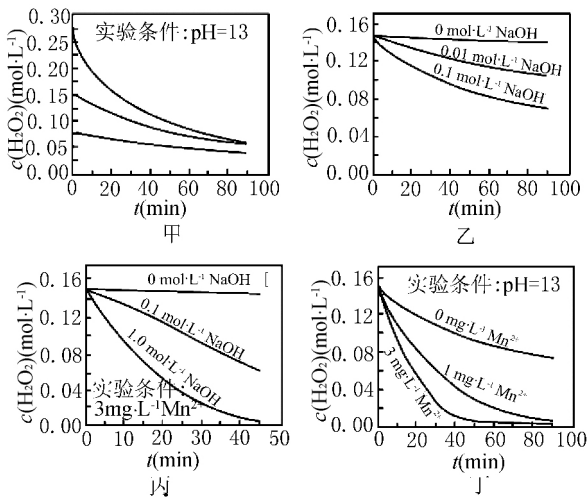 c(H₂O₂)(mol·L⁻¹)
0.30
0.25
0.20
0.15
0.10
0.05
0.00
实验条件:pH=13
0 20 40 60 80 100
t(min)
甲
c(H₂O₂)(mol·L⁻¹)
0.16
0.12
0.08
0.04
0.00
0 mol·L⁻¹ NaOH
0.01 mol·L⁻¹ NaOH
0.1 mol·L⁻¹ NaOH
0 20 40 60 80 100
t(min)
乙
c(H₂O₂)(mol·L⁻¹)
0.16
0.12
0.08
0.04
0.00
0 mol·L⁻¹ NaOH [
0.1 mol·L⁻¹ NaOH
1.0 mol·L⁻¹ NaOH
实验条件:
3mg·L⁻¹Mn²⁺
0 10 20 30 40 50
t(min)
丙
c(H₂O₂)(mol·L⁻¹)
0.16
0.12
0.08
0.04
0.00
实验条件:pH=13
0 mg·L⁻¹ Mn²⁺
1 mg·L⁻¹ Mn²⁺
3 mg·L⁻¹ Mn²⁺
0 20 40 60 80 100
t(min)
丁